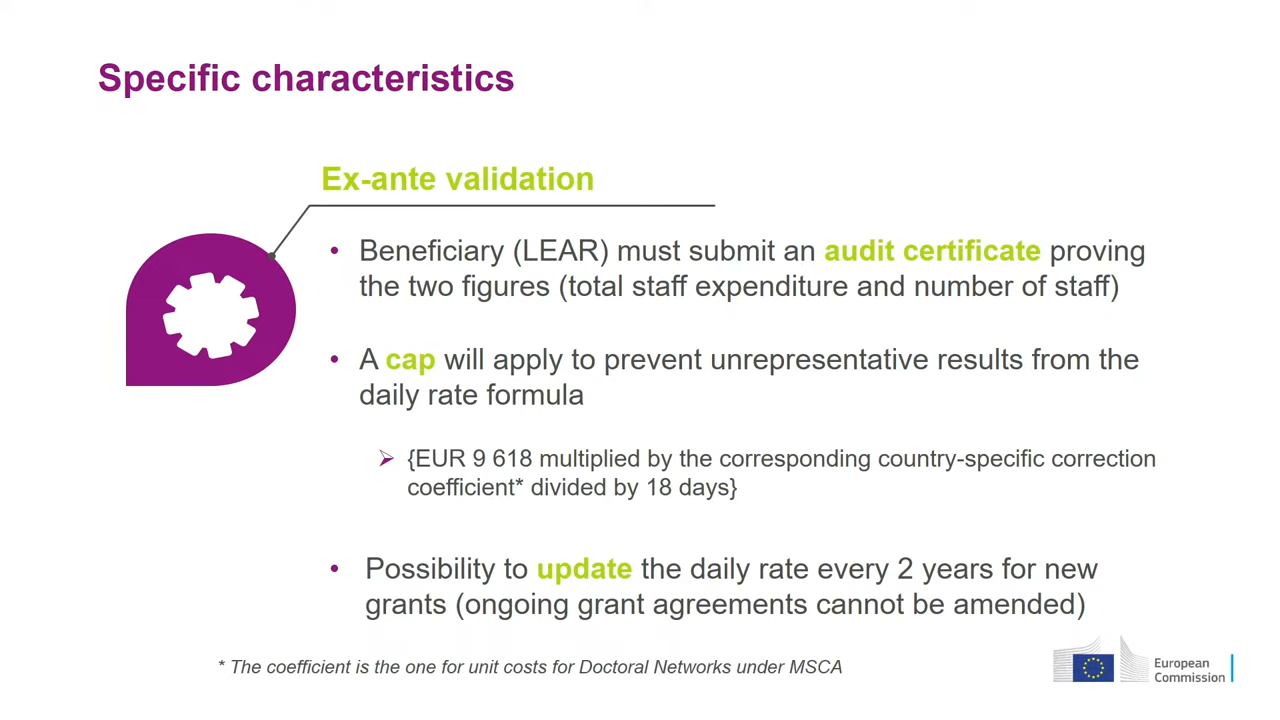 Specific characteristics
Ex-ante validation
• Beneficiary (LEAR) must submit an audit certificate proving
the two figures (total staff expenditure and number of staff)
• A cap will apply to prevent unrepresentative results from the
daily rate formula
➢ {EUR 9 618 multiplied by the corresponding country-specific correction
coefficient* divided by 18 days}
• Possibility to update the daily rate every 2 years for new
grants (ongoing grant agreements cannot be amended)
* The coefficient is the one for unit costs for Doctoral Networks under MSCA
European
Commission